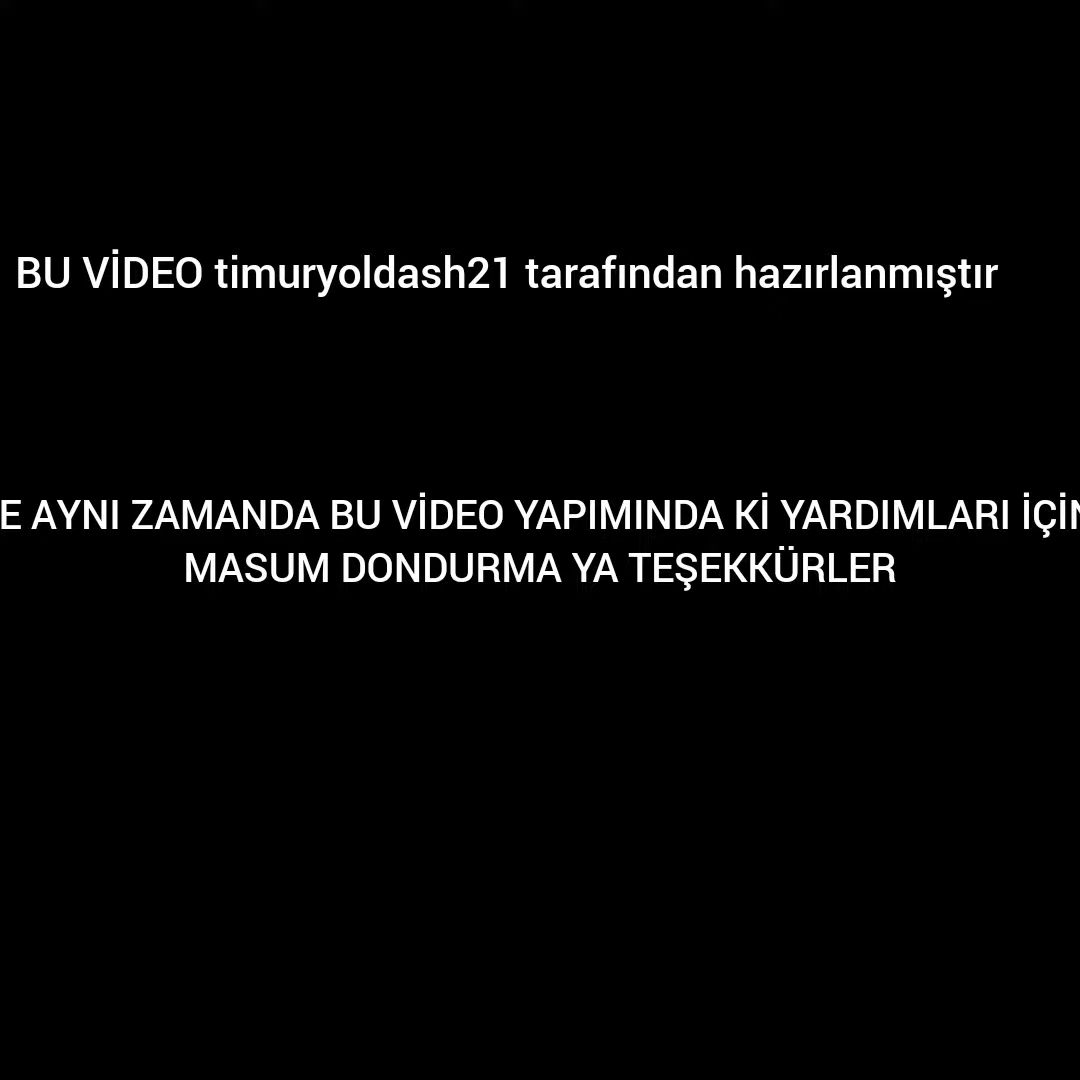 BU VİDEO timuryoldash21 tarafından hazırlanmıştır
E AYNI ZAMANDA BU VİDEO YAPIMINDA Kİ YARDIMLARI İÇİN
MASUM DONDURMA YA TEŞEKKÜRLER